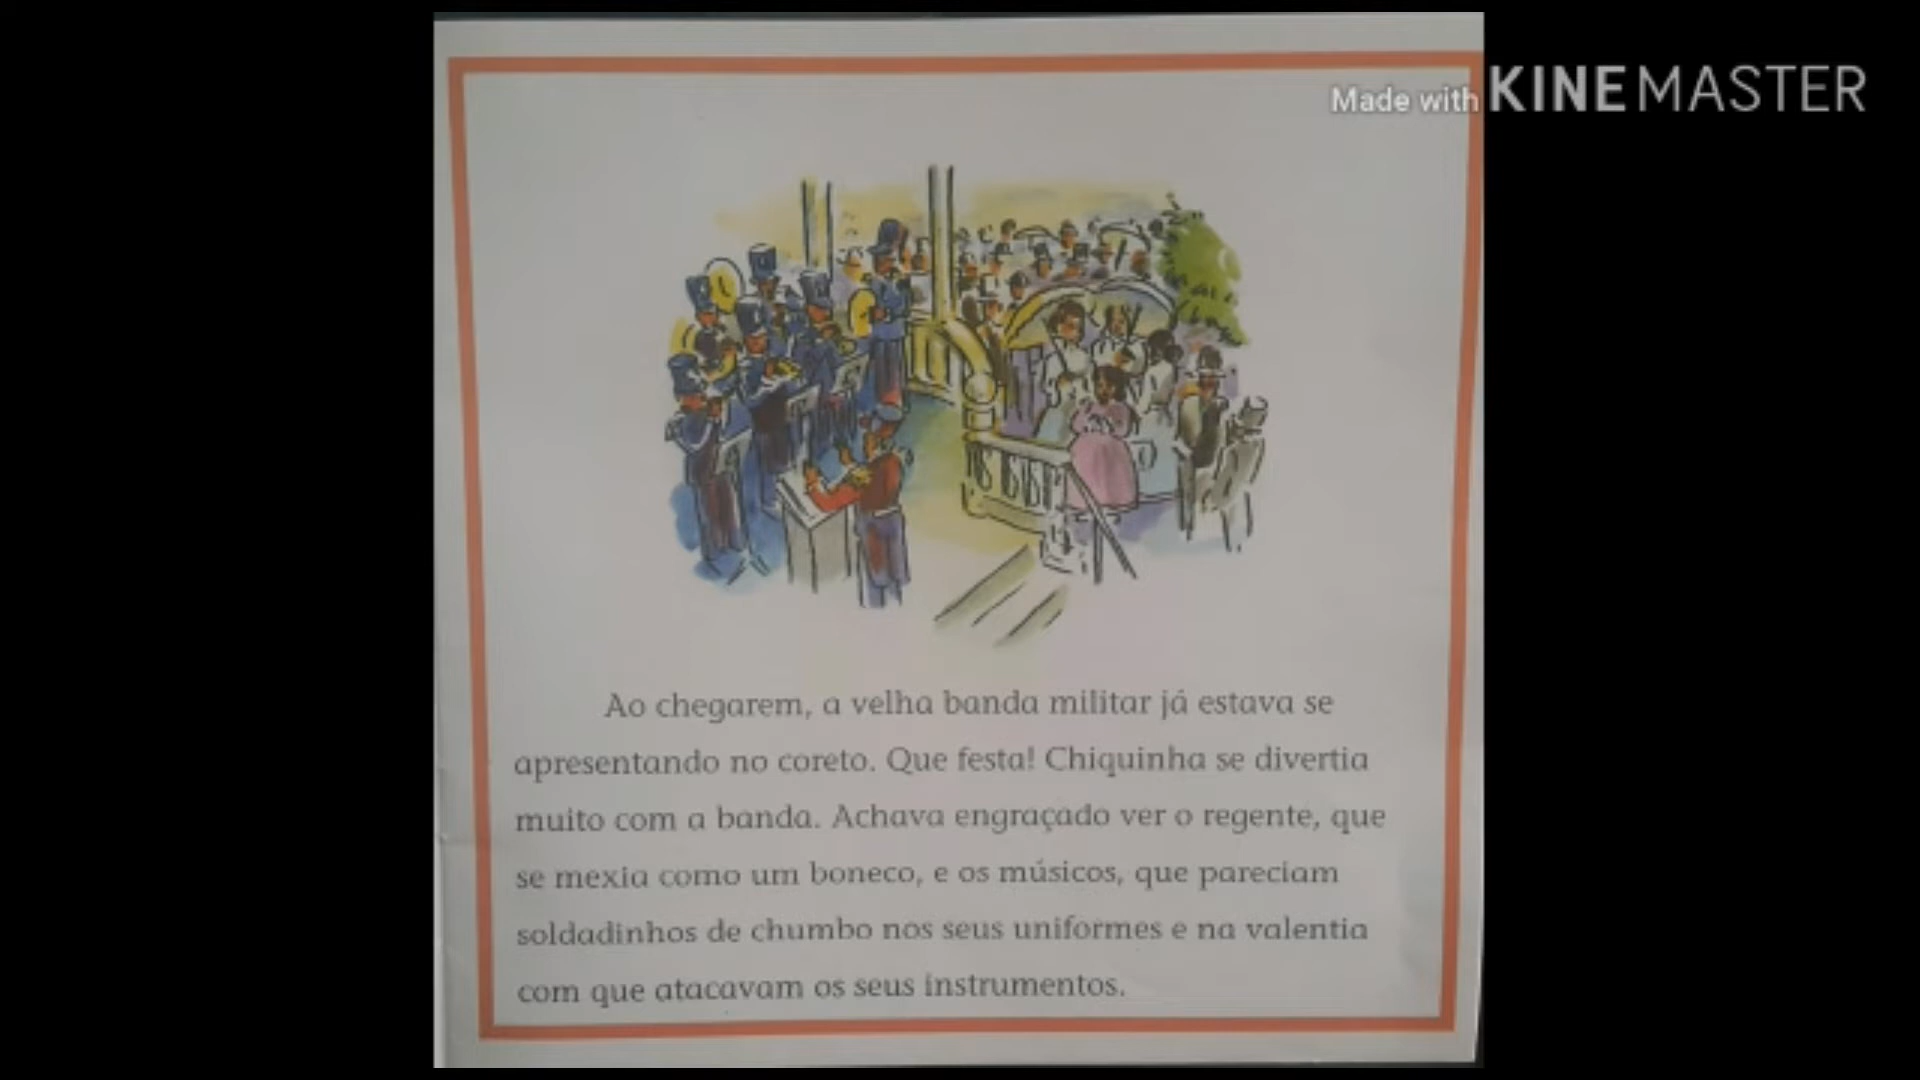 Made with KINEMASTER
Ao chegarem, a velha banda militar já estava se
apresentando no coreto. Que festa! Chiquinha se divertia
muito com a banda. Achava engraçado ver o regente, que
se mexia como um boneco, e os músicos, que pareciam
soldadinhos de chumbo nos seus uniformes e na valentia
com que atacavam os seus instrumentos.